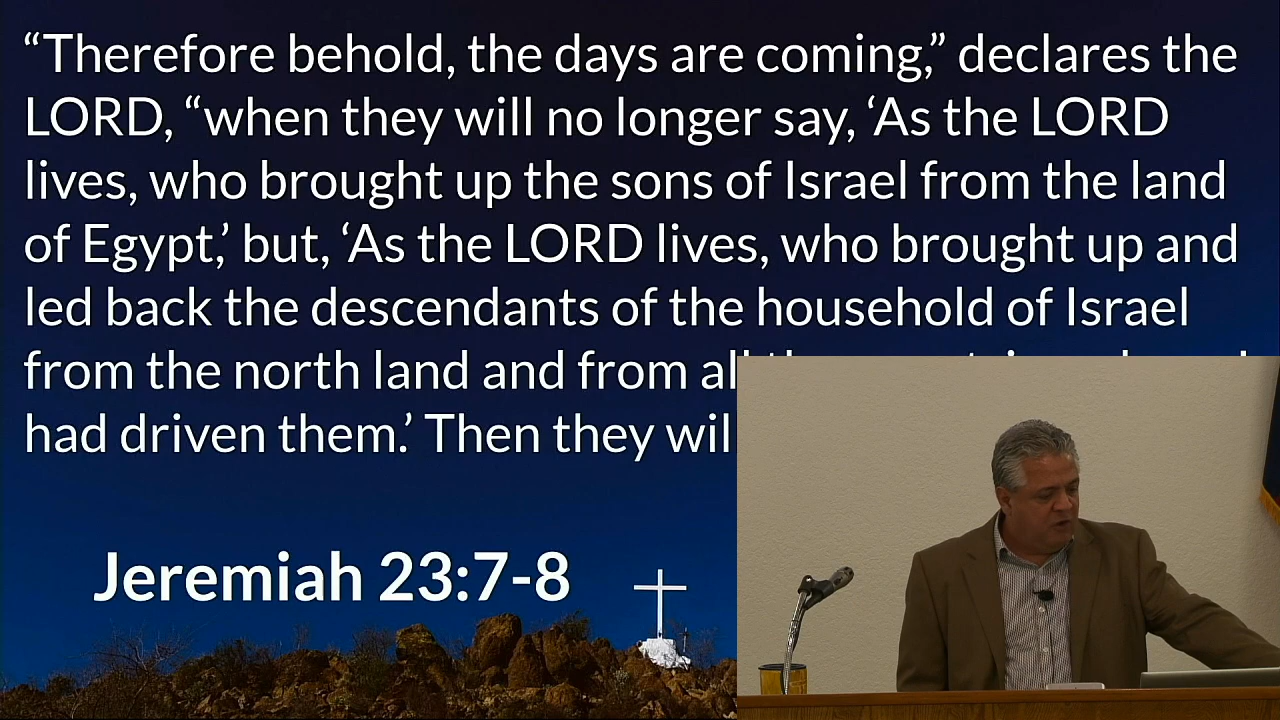 “Therefore behold, the days are coming,” declares the
LORD, “when they will no longer say, ‘As the LORD
lives, who brought up the sons of Israel from the land
of Egypt,’ but, ‘As the LORD lives, who brought up and
led back the descendants of the household of Israel
from the north land and from all
had driven them.’ Then they wil
Jeremiah 23:7-8